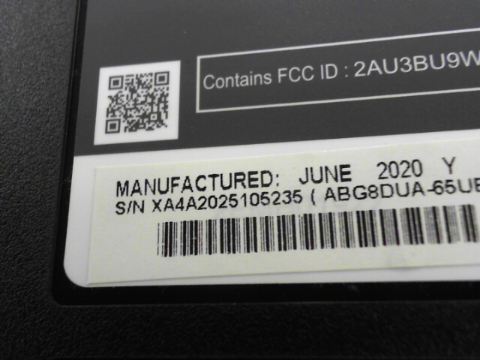 Contains FCC ID : 2AU3BU9W
MANUFACTURED: JUNE 2020 Y
S/N XA4A2025105235 ( ABG8DUA-65UE